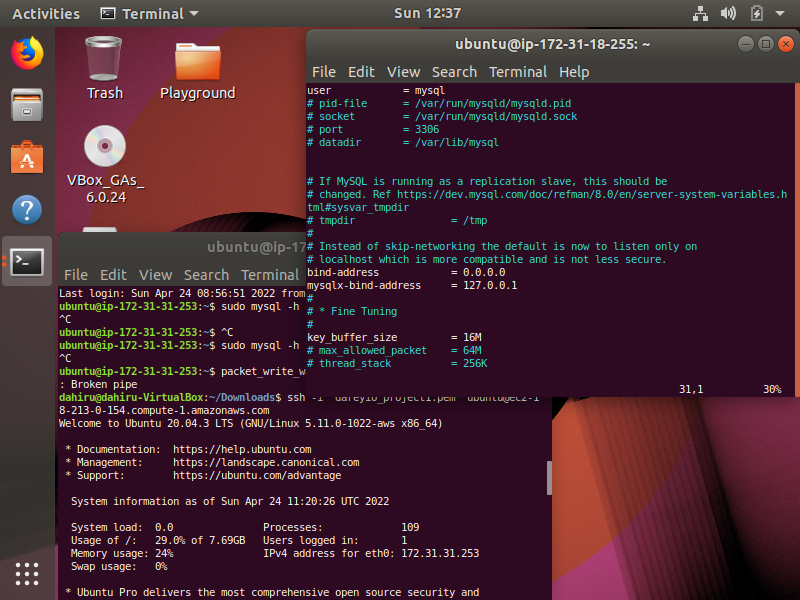 Activities
Terminal
Sun 12:37
Trash
Playground
VBox_GAs_
6.0.24
ubuntu@ip-172-31-18-255: ~
File Edit View Search Terminal Help
user = mysql
# pid-file = /var/run/mysqld/mysqld.pid
# socket = /var/run/mysqld/mysqld.sock
# port = 3306
# datadir = /var/lib/mysql
# If MySQL is running as a replication slave, this should be
# changed. Ref https://dev.mysql.com/doc/refman/8.0/en/server-system-variables.h
tml#sysvar_tmpdir
# tmpdir = /tmp
#
# Instead of skip-networking the default is now to listen only on
# localhost which is more compatible and is not less secure.
bind-address = 0.0.0.0
mysqlx-bind-address = 127.0.0.1
#
# * Fine Tuning
#
key_buffer_size = 16M
# max_allowed_packet = 64M
# thread_stack = 256K
31,1 30%
ubuntu@ip-17
File Edit View Search Terminal
Last login: Sun Apr 24 08:56:51 2022 from
ubuntu@ip-172-31-31-253:~$ sudo mysql -h
^C
ubuntu@ip-172-31-31-253:~$ ^C
ubuntu@ip-172-31-31-253:~$ sudo mysql -h
^C
ubuntu@ip-172-31-31-253:~$ packet_write_w
: Broken pipe
dahiru@dahiru-VirtualBox:~/Downloads$ ssh -i "dareyio_project1.pem" ubuntu@ec2-1
8-213-0-154.compute-1.amazonaws.com
Welcome to Ubuntu 20.04.3 LTS (GNU/Linux 5.11.0-1022-aws x86_64)
* Documentation: https://help.ubuntu.com
* Management: https://landscape.canonical.com
* Support: https://ubuntu.com/advantage
System information as of Sun Apr 24 11:20:26 UTC 2022
System load: 0.0 Processes: 109
Usage of /: 29.0% of 7.69GB Users logged in: 1
Memory usage: 24% IPv4 address for eth0: 172.31.31.253
Swap usage: 0%
* Ubuntu Pro delivers the most comprehensive open source security and